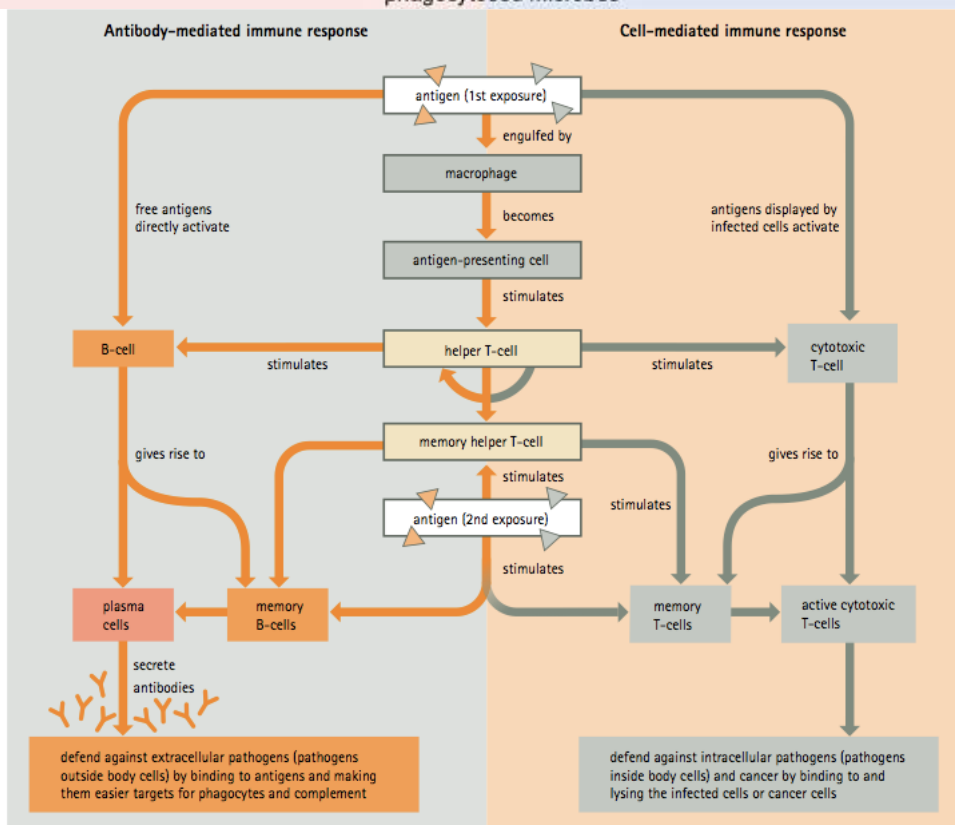 phagocytosed microbes
Antibody-mediated immune response
Cell-mediated immune response
antigen (1st exposure)
engulfed by
macrophage
free antigens
directly activate
becomes
antigens displayed by
infected cells activate
antigen-presenting cell
stimulates
B-cell
stimulates
helper T-cell
stimulates
cytotoxic
T-cell
memory helper T-cell
gives rise to
stimulates
gives rise to
antigen (2nd exposure)
stimulates
stimulates
plasma
cells
memory
B-cells
memory
T-cells
active cytotoxic
T-cells
secrete
antibodies
defend against extracellular pathogens (pathogens
outside body cells) by binding to antigens and making
them easier targets for phagocytes and complement
defend against intracellular pathogens (pathogens
inside body cells) and cancer by binding to and
lysing the infected cells or cancer cells